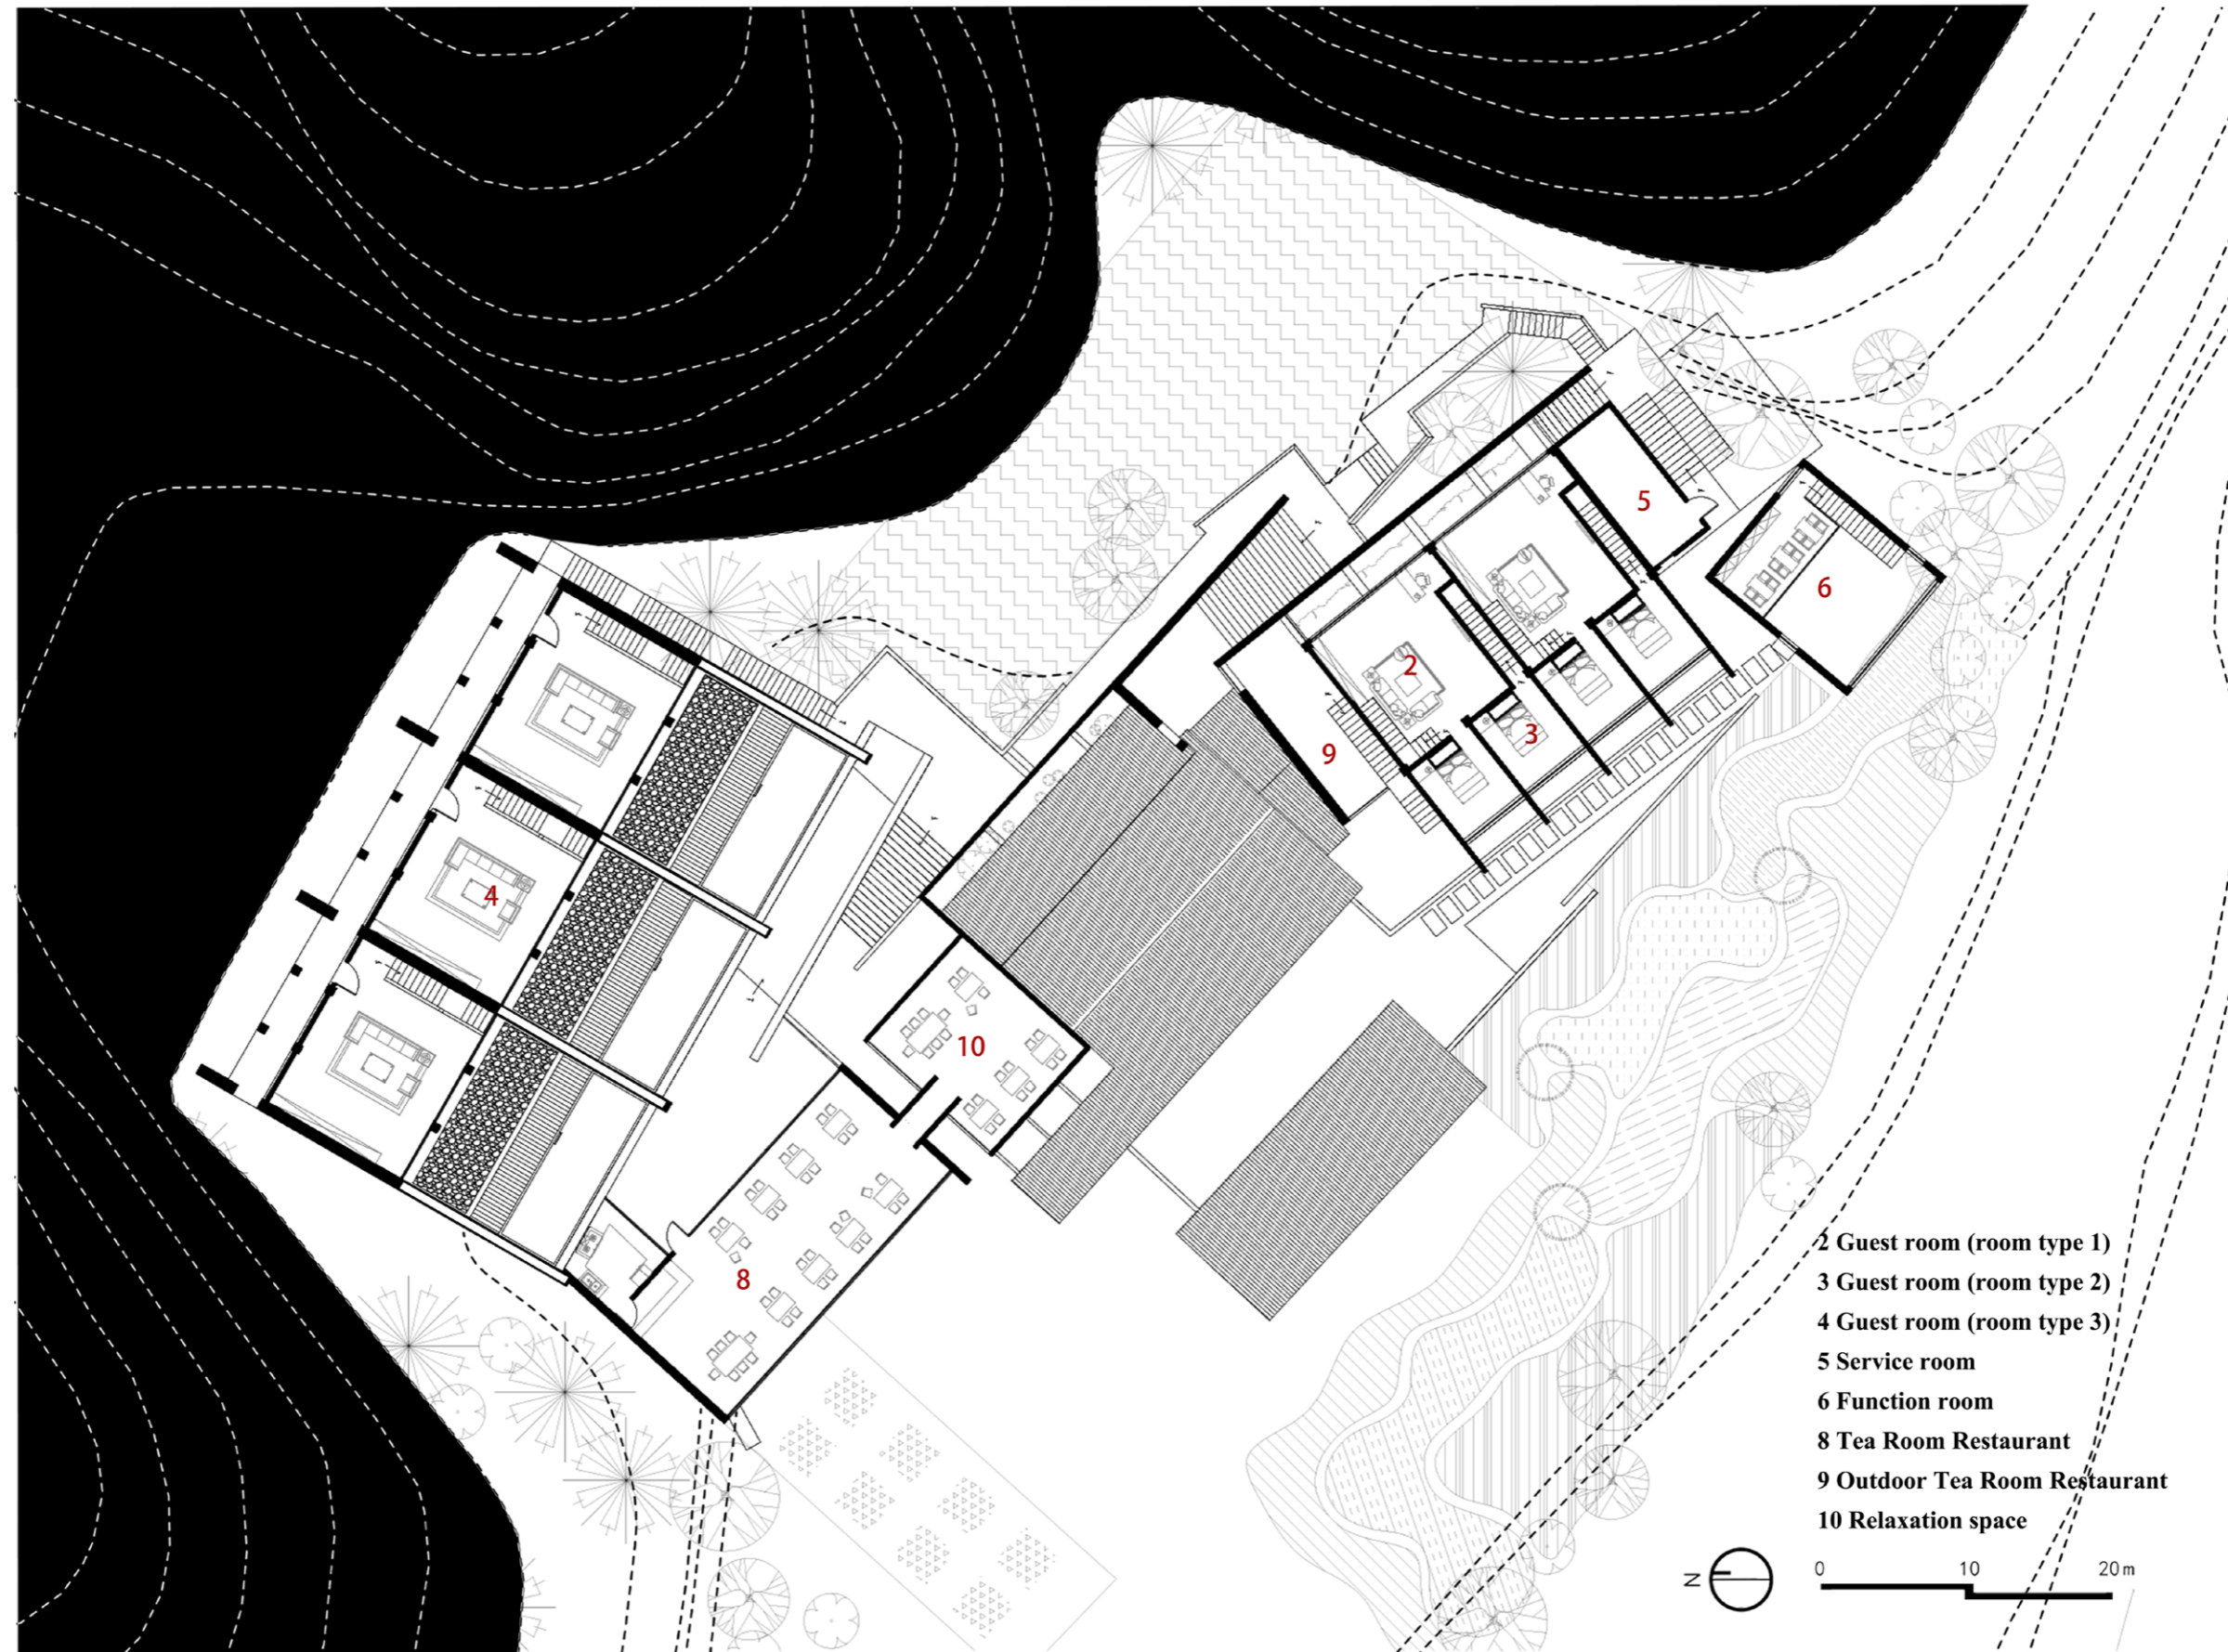 5
6
2
3
9
4
10
8
2 Guest room (room type 1)
3 Guest room (room type 2)
4 Guest room (room type 3)
5 Service room
6 Function room
8 Tea Room Restaurant
9 Outdoor Tea Room Restaurant
10 Relaxation space
N
0 10 20 m